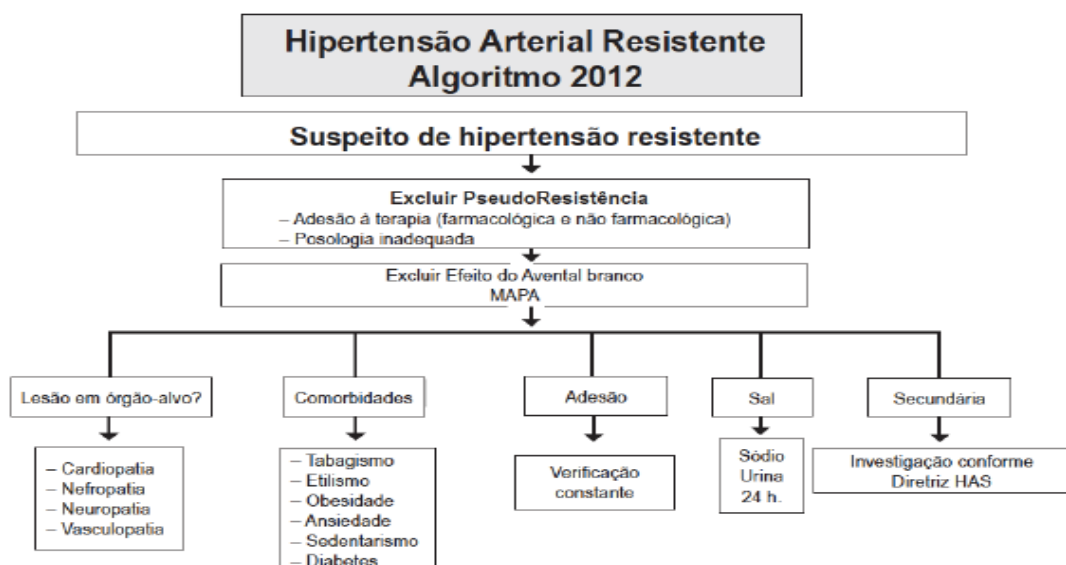 Hipertensão Arterial Resistente
Algoritmo 2012
Suspeito de hipertensão resistente
Excluir PseudoResistência
– Adesão á terapia (farmacológica e não farmacológica)
– Posologia inadequada
Excluir Efeito do Avental branco
MAPA
Lesão em órgão-alvo?
– Cardiopatia
– Nefropatia
– Neuropatia
– Vasculopatia
Comorbidades
– Tabagismo
– Etilismo
– Obesidade
– Ansiedade
– Sedentarismo
– Diabetes
Adesão
Verificação
constante
Sal
Sódio
Urina
24 h.
Secundária
Investigação conforme
Diretriz HAS